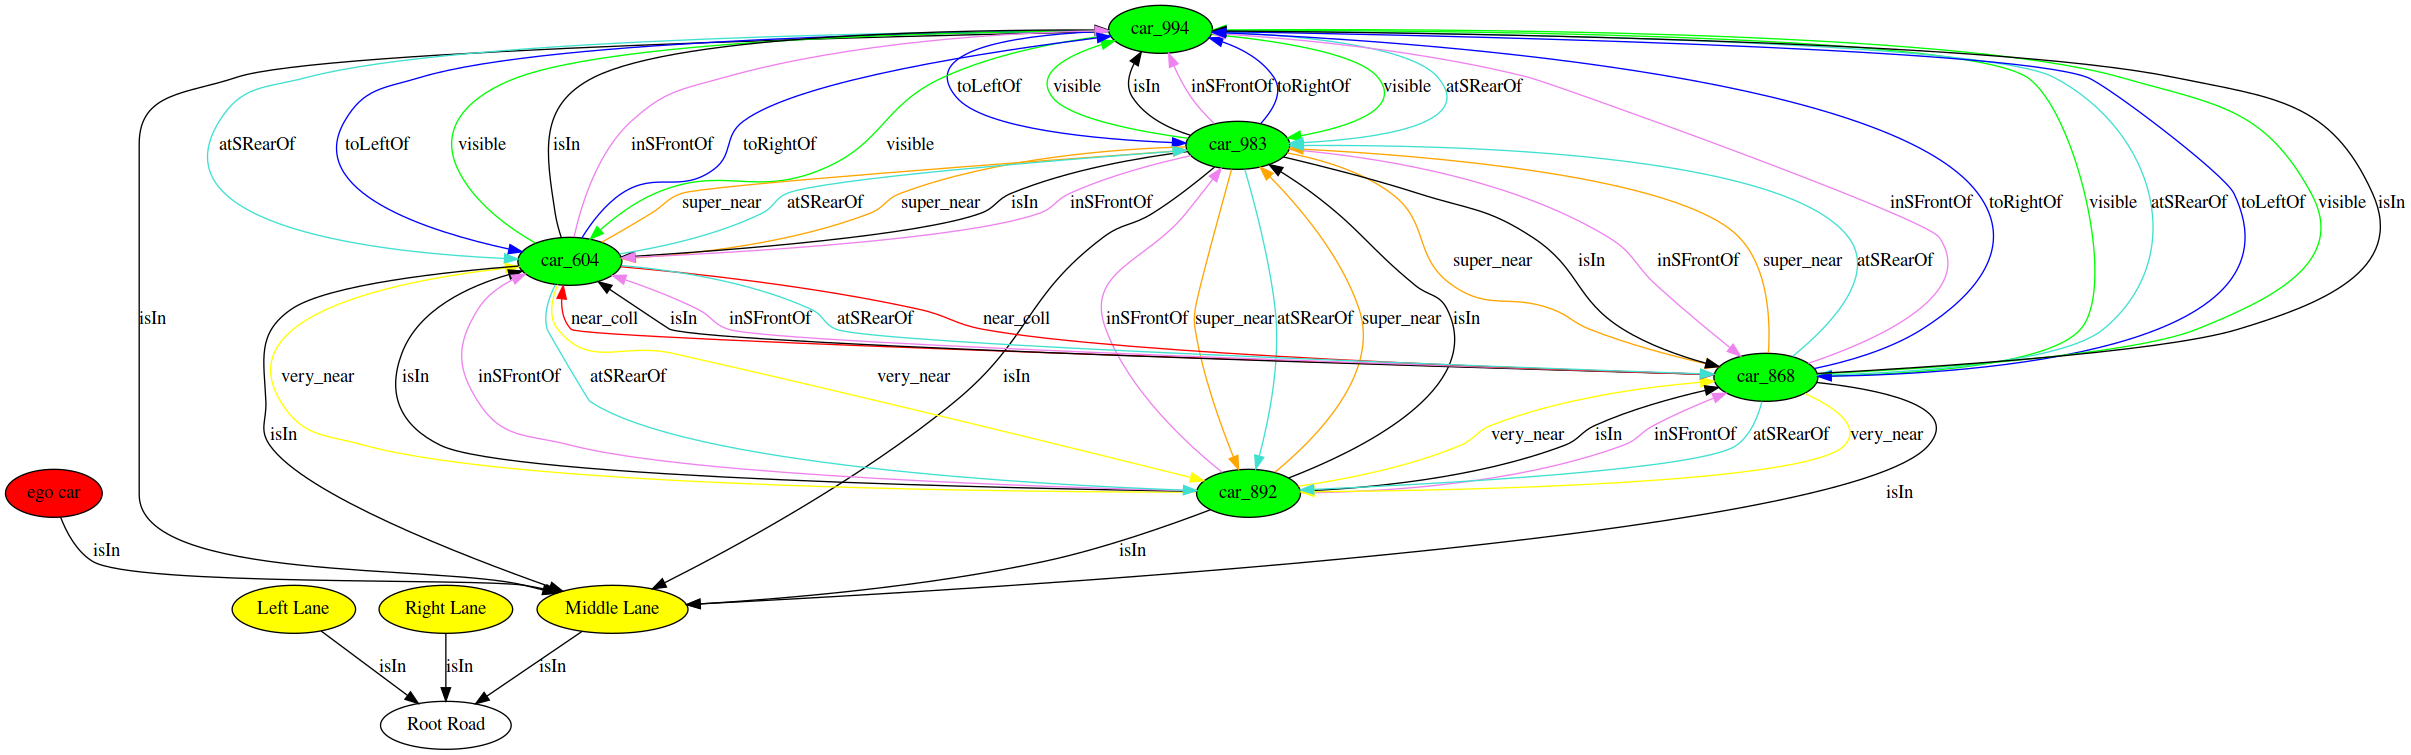 car_994
toLeftOf
visible
isIn
inSFrontOf
toRightOf
visible
atSRearOf
atSRearOf
toLeftOf
visible
isIn
inSFrontOf
toRightOf
visible
car_983
super_near
atSRearOf
super_near
isIn
inSFrontOf
inSFrontOf
toRightOf
visible
atSRearOf
toLeftOf
visible
isIn
car_604
super_near
isIn
inSFrontOf
super_near
atSRearOf
isIn
near_coll
isIn
inSFrontOf
atSRearOf
near_coll
inSFrontOf
super_near
atSRearOf
super_near
isIn
very_near
isIn
inSFrontOf
atSRearOf
very_near
isIn
car_868
isIn
very_near
isIn
inSFrontOf
atSRearOf
very_near
ego car
car_892
isIn
isIn
isIn
Left Lane
Right Lane
Middle Lane
isIn
isIn
isIn
Root Road